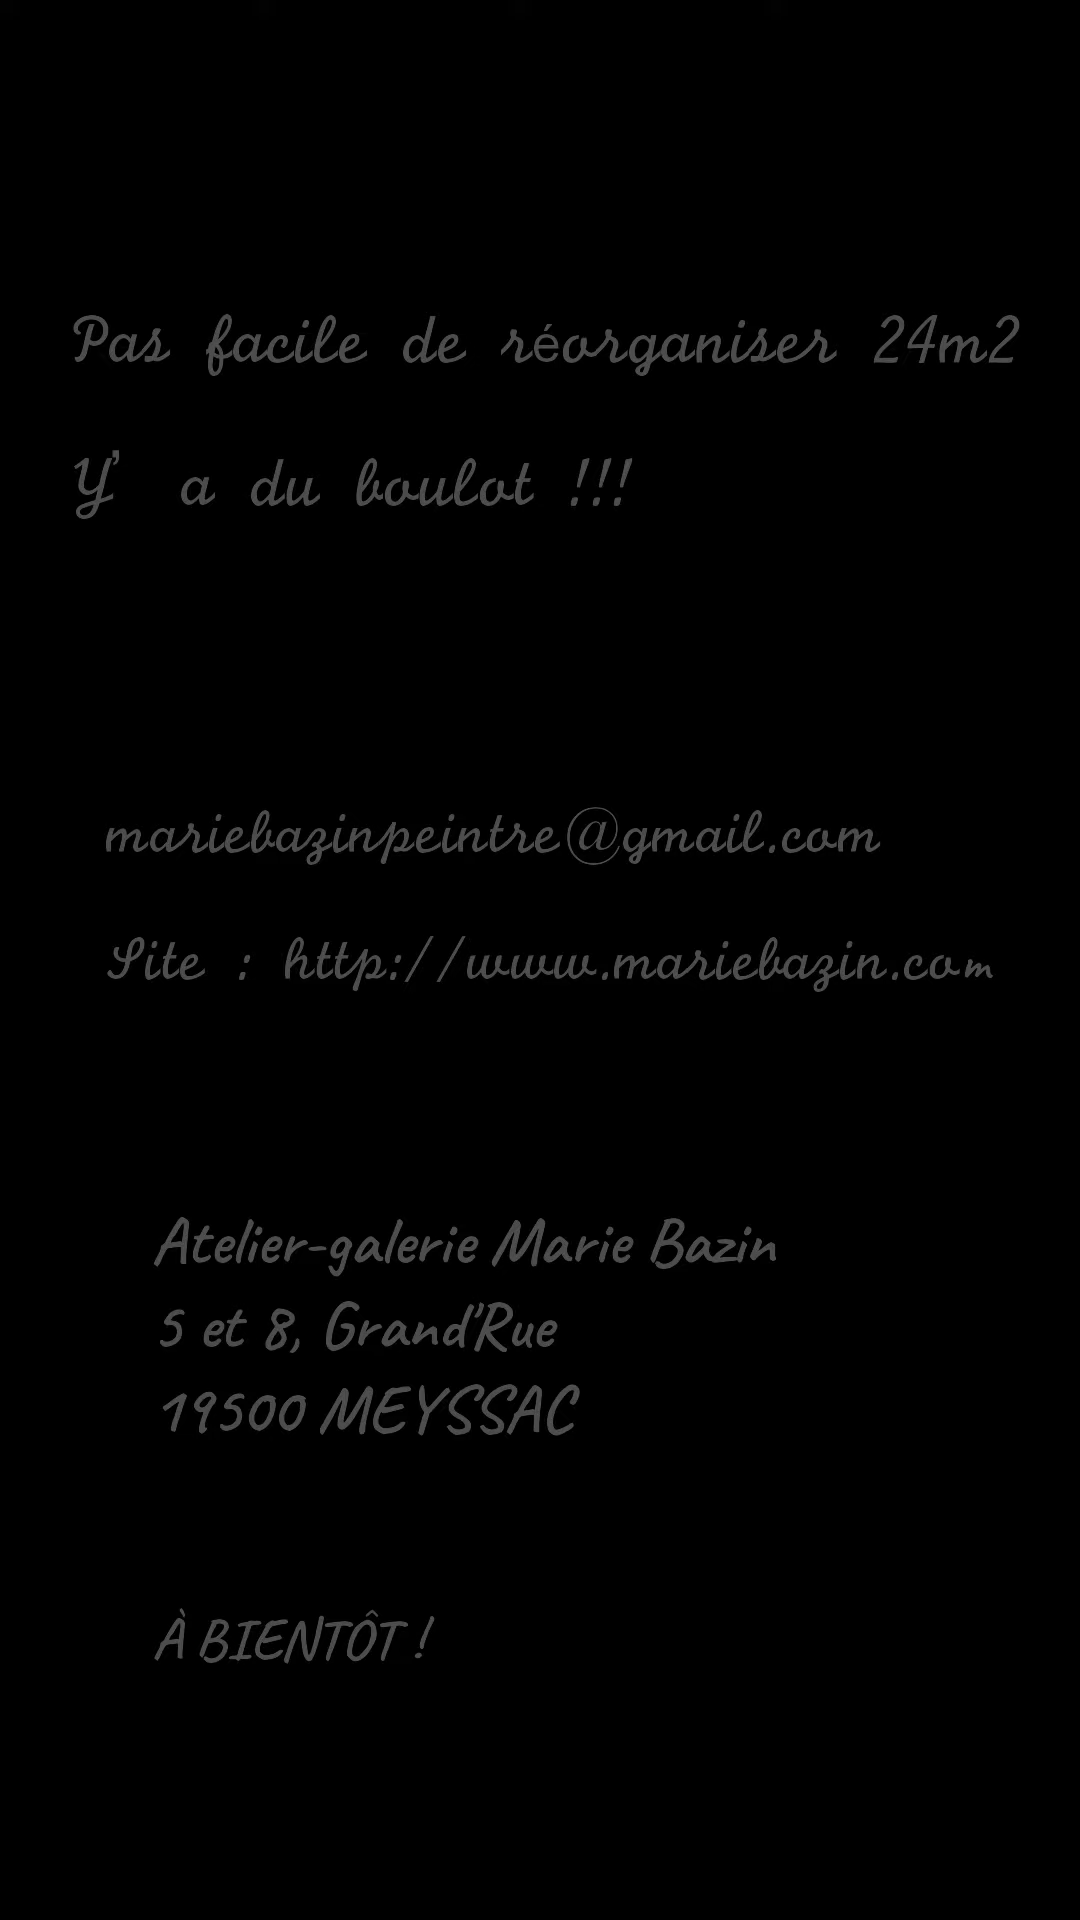 Pas facile de réorganiser 24m2
Y' a du boulot !!!
mariebazinpeintre@gmail.com
Site : http://www.mariebazin.com
Atelier-galerie Marie Bazin
5 et 8, Grand'Rue
19500 MEYSSAC
À BIENTÔT !